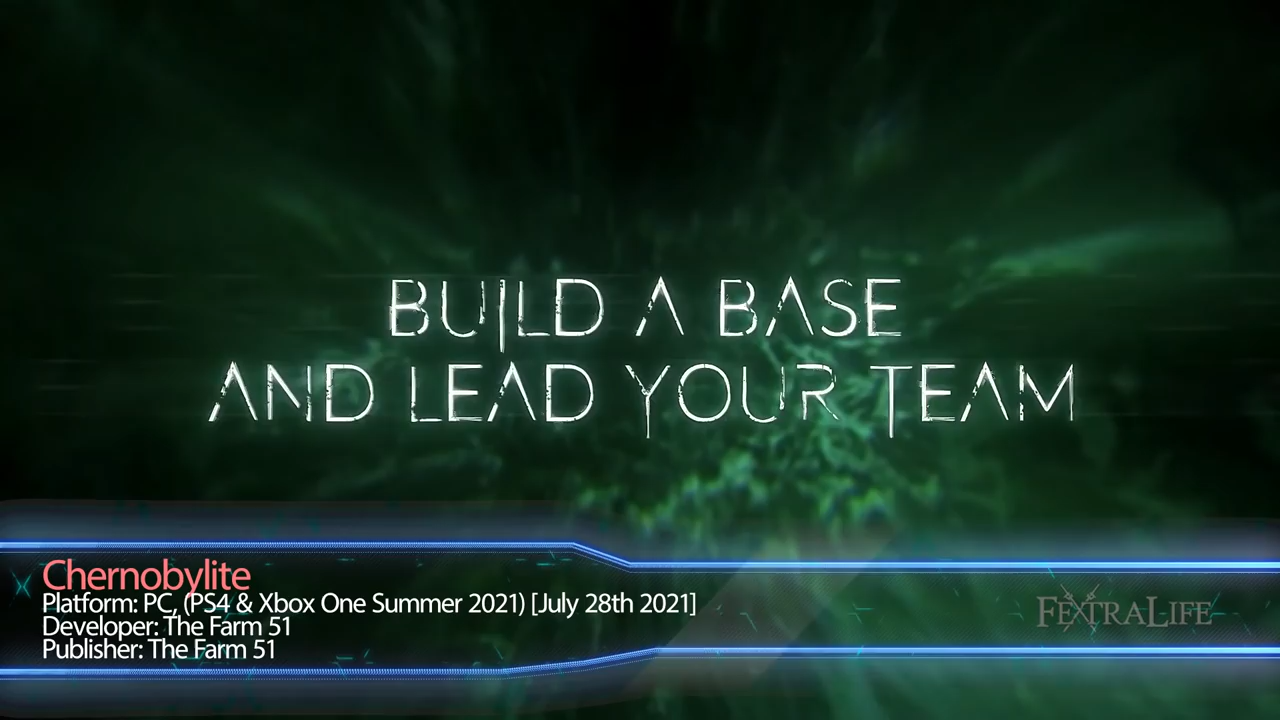 BUILD A BASE
AND LEAD YOUR TEAM
Chernobylite
Platform: PC, (PS4 & Xbox One Summer 2021) [July 28th 2021]
Developer: The Farm 51
Publisher: The Farm 51
FEXTRALIFE